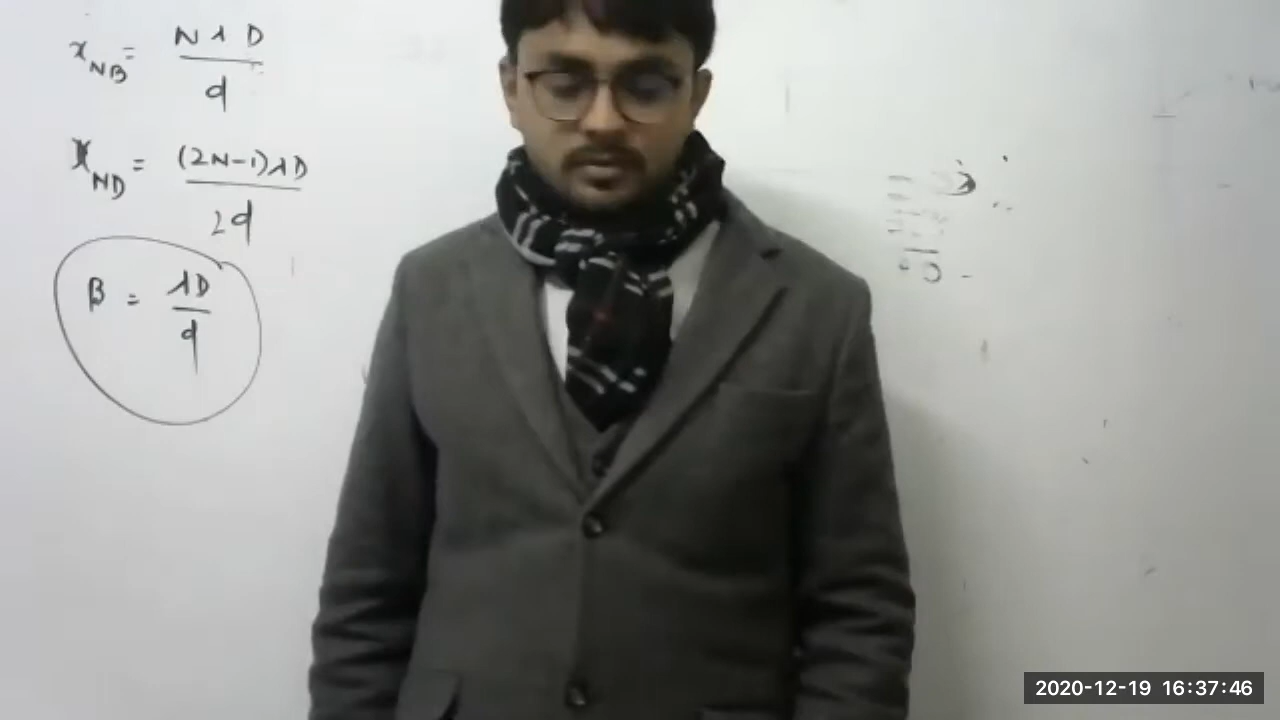 x_NB = NλD/d
x_ND = (2N-1)λD/2d
β = λD/d
2020-12-19 16:37:46